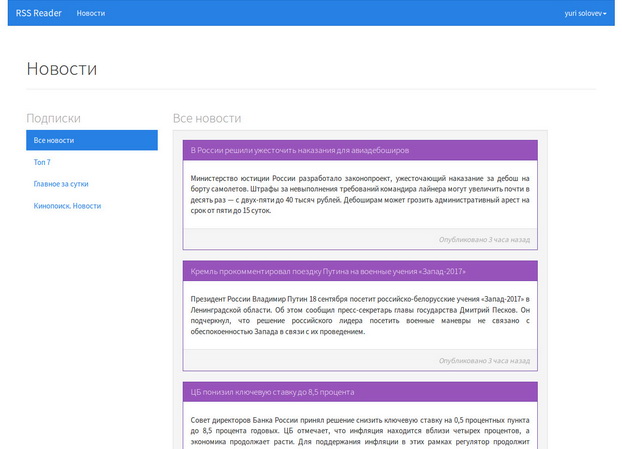 RSS Reader Новости yuri solovev
Новости
Подписки
Все новости
Топ 7
Главное за сутки
Кинопоиск. Новости
Все новости
В России решили ужесточить наказания для авиадебоширов
Министерство юстиции России разработало законопроект, ужесточающий наказание за дебош на
борту самолетов. Штрафы за невыполнения требований командира лайнера могут увеличить почти в
десять раз — с двух-пяти до 40 тысяч рублей. Дебоширам может грозить административный арест на
срок от пяти до 15 суток.
Опубликовано 3 часа назад
Кремль прокомментировал поездку Путина на военные учения «Запад-2017»
Президент России Владимир Путин 18 сентября посетит российско-белорусские учения «Запад-2017» в
Ленинградской области. Об этом сообщил пресс-секретарь главы государства Дмитрий Песков. Он
подчеркнул, что решение российского лидера посетить военные маневры не связано с
обеспокоенностью Запада в связи с их проведением.
Опубликовано 3 часа назад
ЦБ понизил ключевую ставку до 8,5 процента
Совет директоров Банка России принял решение снизить ключевую ставку на 0,5 процентных пункта
до 8,5 процента годовых. ЦБ отмечает, что инфляция находится вблизи четырех процентов, а
экономика продолжает расти. Для поддержания инфляции в этих рамках регулятор продолжит